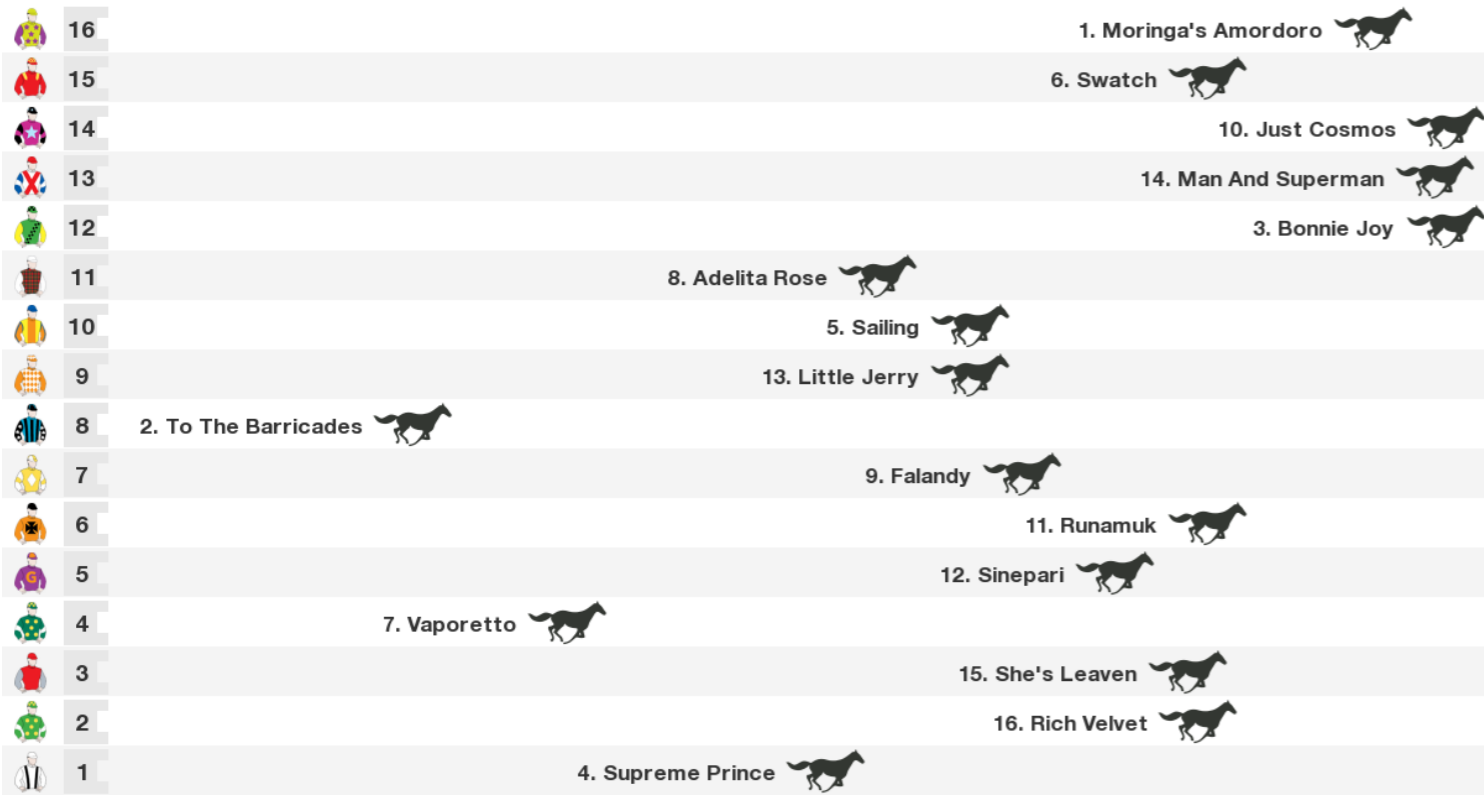 16 1. Moringa's Amordoro
15 6. Swatch
14 10. Just Cosmos
13 14. Man And Superman
12 3. Bonnie Joy
11 8. Adelita Rose
10 5. Sailing
9 13. Little Jerry
8 2. To The Barricades
7 9. Falandy
6 11. Runamuk
G 5 12. Sinepari
4 7. Vaporetto
3 15. She's Leaven
2 16. Rich Velvet
1 4. Supreme Prince